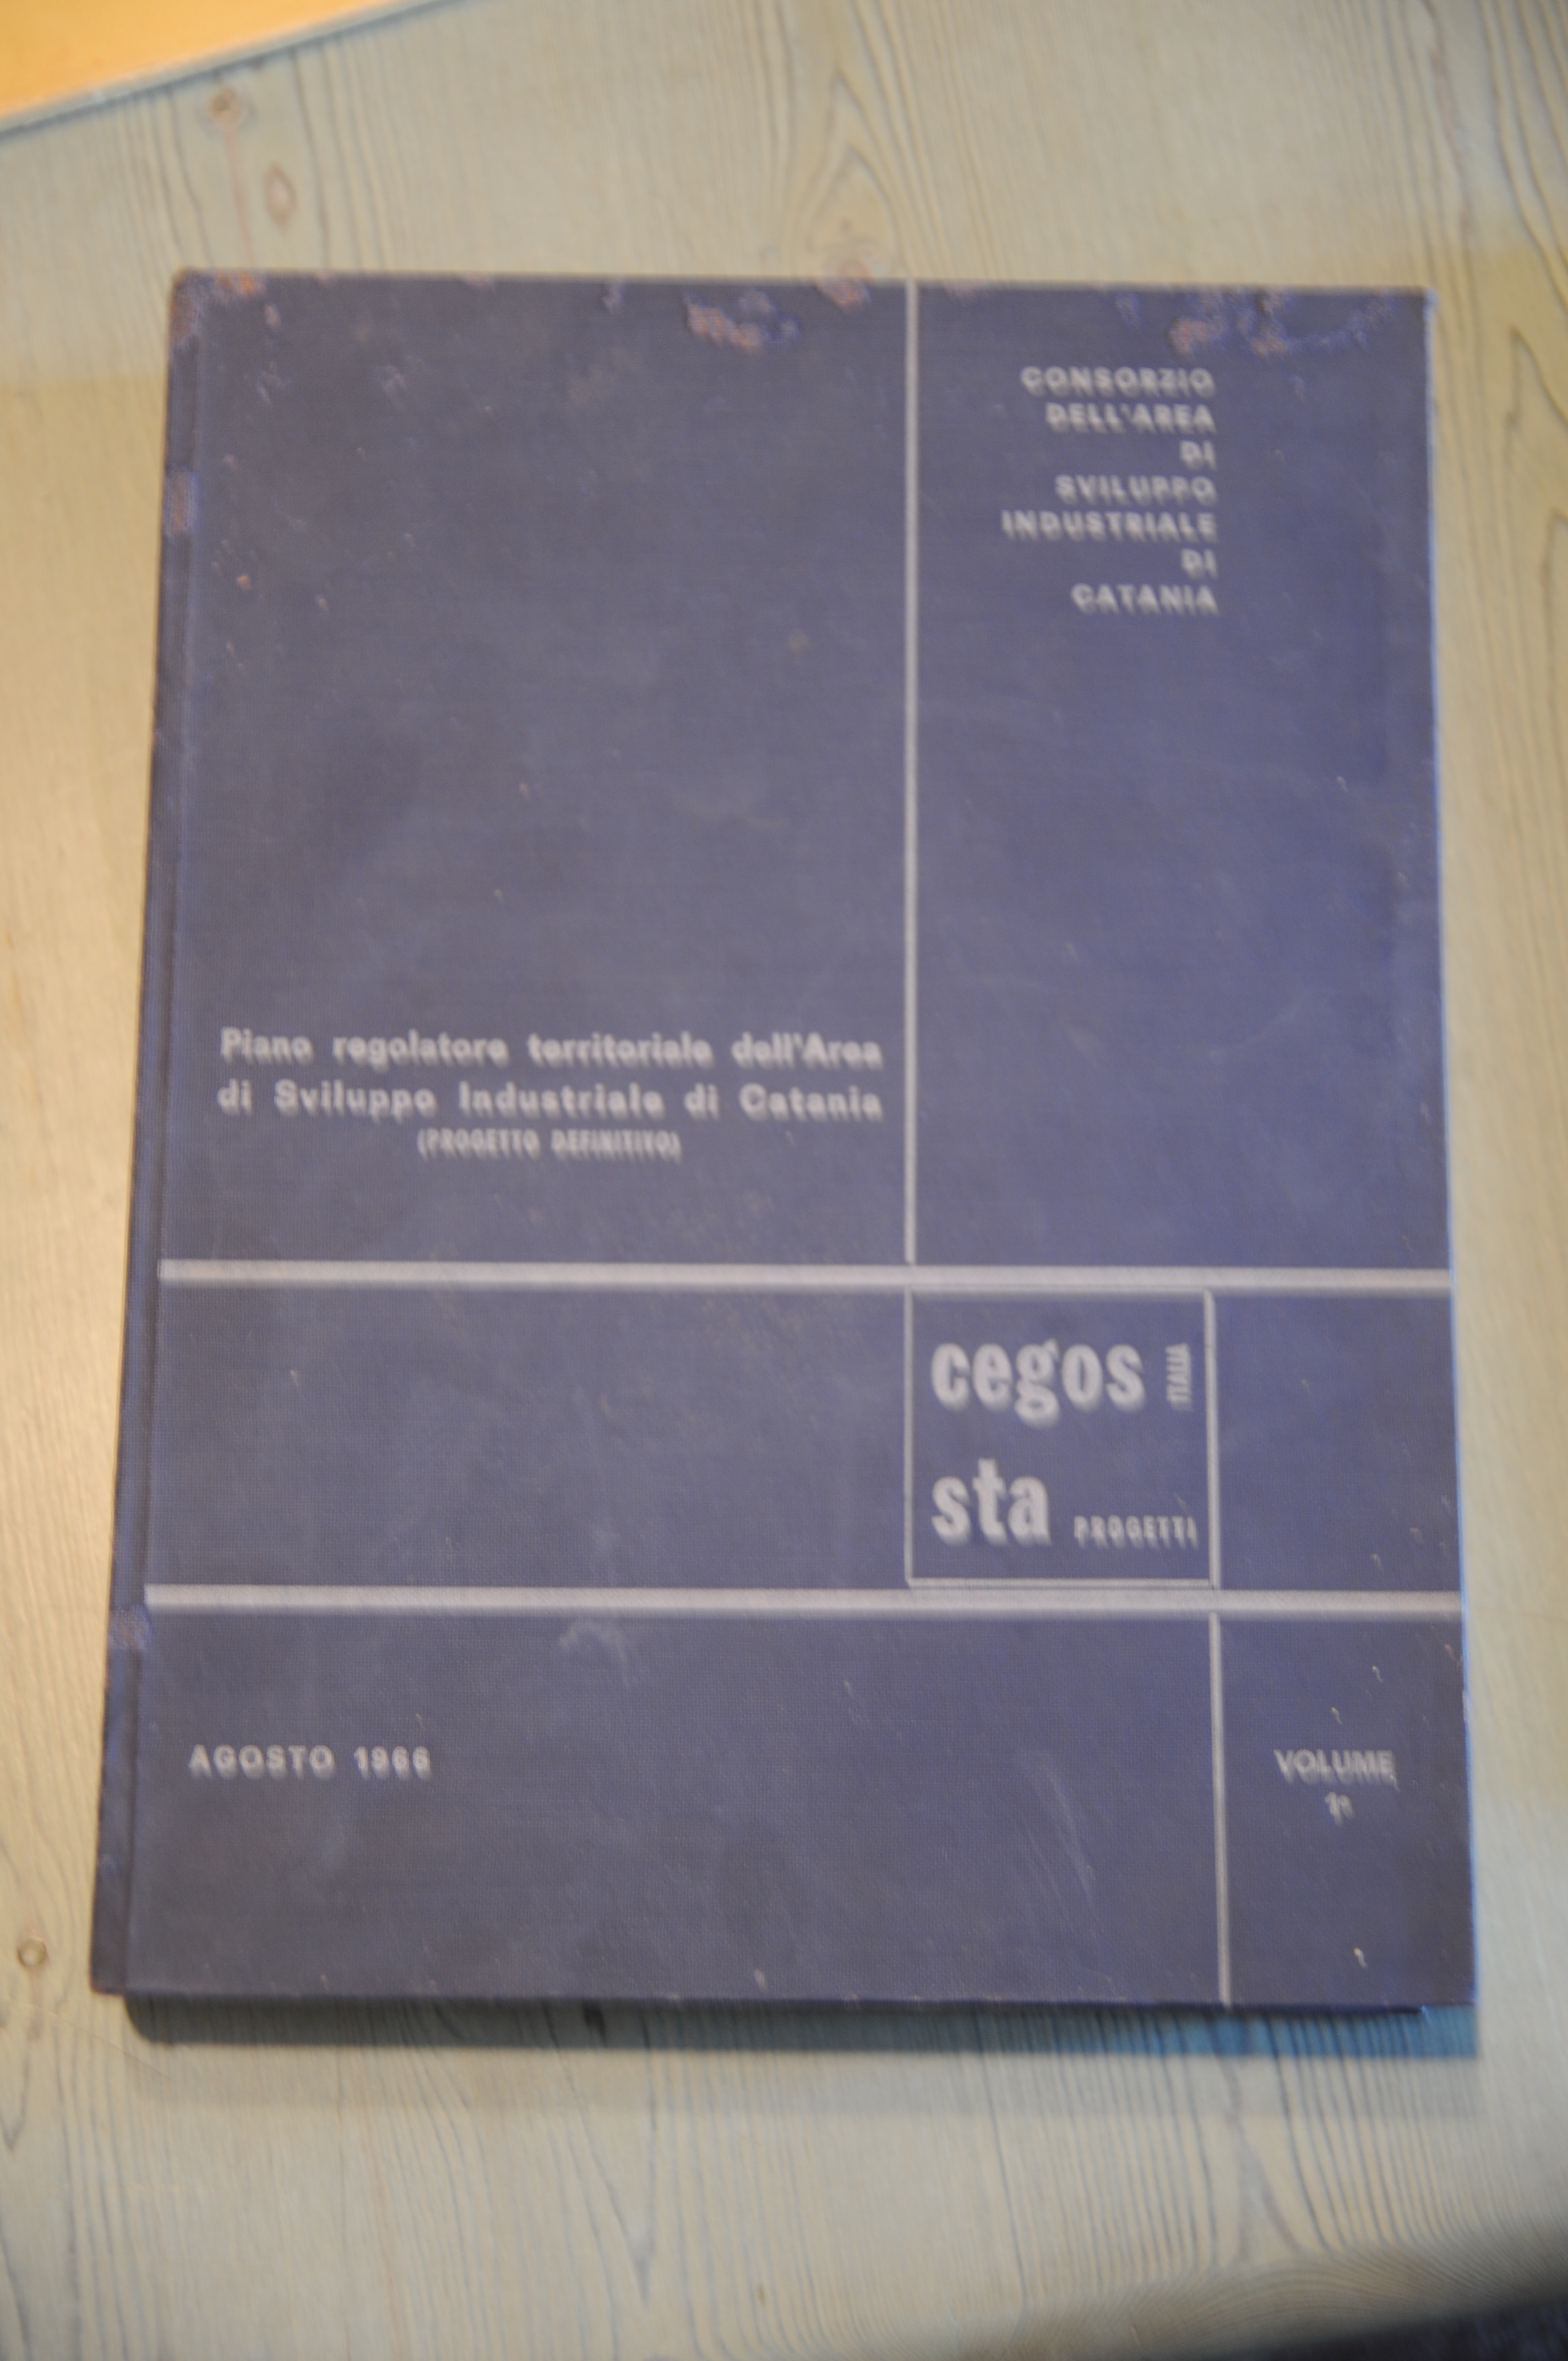 CONSORZIO
DELL'AREA
DI
SVILUPPO
INDUSTRIALE
DI
CATANIA
Piano regolatore territoriale dell'Area
di Sviluppo Industriale di Catania
(PROGETTO DEFINITIVO)
cegos ITALIA
sta PROGETTI
AGOSTO 1966
VOLUME
1º